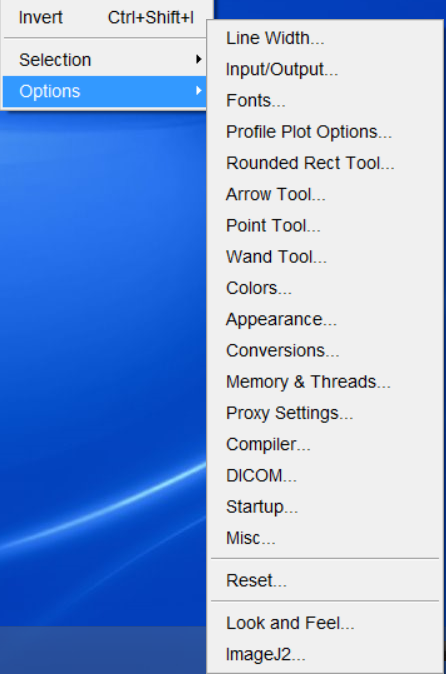 Invert Ctrl+Shift+I
Selection
Options
Line Width...
Input/Output...
Fonts...
Profile Plot Options...
Rounded Rect Tool...
Arrow Tool...
Point Tool...
Wand Tool...
Colors...
Appearance...
Conversions...
Memory & Threads...
Proxy Settings...
Compiler...
DICOM...
Startup...
Misc...
Reset...
Look and Feel...
ImageJ2...